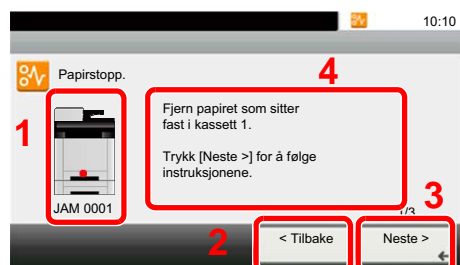 10:10
Papirstopp.
4
1
Fjern papiret som sitter
fast i kassett 1.
Trykk [Neste >] for å følge
instruksjonene.
JAM 0001
3
1/3
2
< Tilbake
Neste >